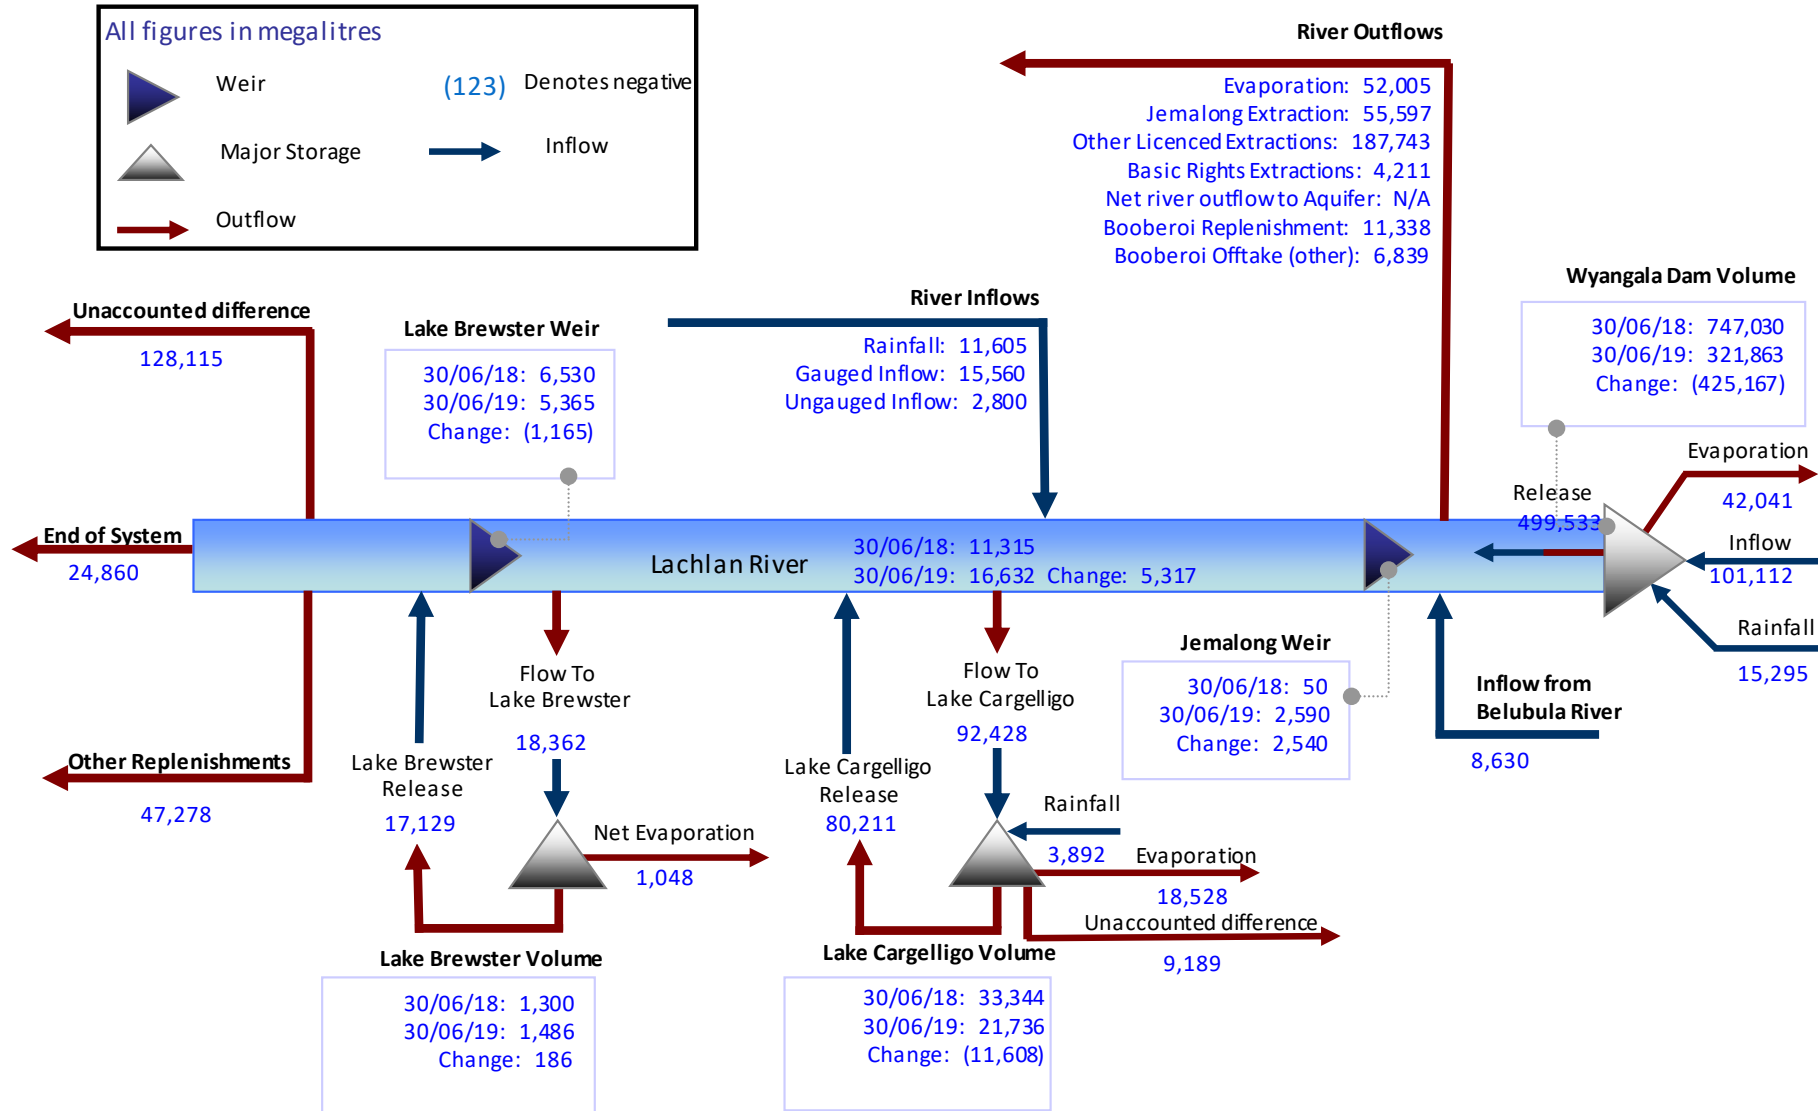 All figures in megalitres
Weir
(123) Denotes negative
Major Storage
Inflow
Outflow
River Outflows
Evaporation: 52,005
Jemalong Extraction: 55,597
Other Licenced Extractions: 187,743
Basic Rights Extractions: 4,211
Net river outflow to Aquifer: N/A
Booberoi Replenishment: 11,338
Booberoi Offtake (other): 6,839
Wyangala Dam Volume
30/06/18: 747,030
30/06/19: 321,863
Change: (425,167)
Unaccounted difference
128,115
Lake Brewster Weir
30/06/18: 6,530
30/06/19: 5,365
Change: (1,165)
River Inflows
Rainfall: 11,605
Gauged Inflow: 15,560
Ungauged Inflow: 2,800
Evaporation
42,041
Release
499,533
Inflow
101,112
Rainfall
15,295
End of System
24,860
Lachlan River
30/06/18: 11,315
30/06/19: 16,632 Change: 5,317
Other Replenishments
47,278
Lake Brewster
Release
17,129
Flow To
Lake Brewster
18,362
Net Evaporation
1,048
Lake Brewster Volume
30/06/18: 1,300
30/06/19: 1,486
Change: 186
Lake Cargelligo
Release
80,211
Flow To
Lake Cargelligo
92,428
Rainfall
3,892
Evaporation
18,528
Unaccounted difference
9,189
Lake Cargelligo Volume
30/06/18: 33,344
30/06/19: 21,736
Change: (11,608)
Jemalong Weir
30/06/18: 50
30/06/19: 2,590
Change: 2,540
Inflow from
Belubula River
8,630